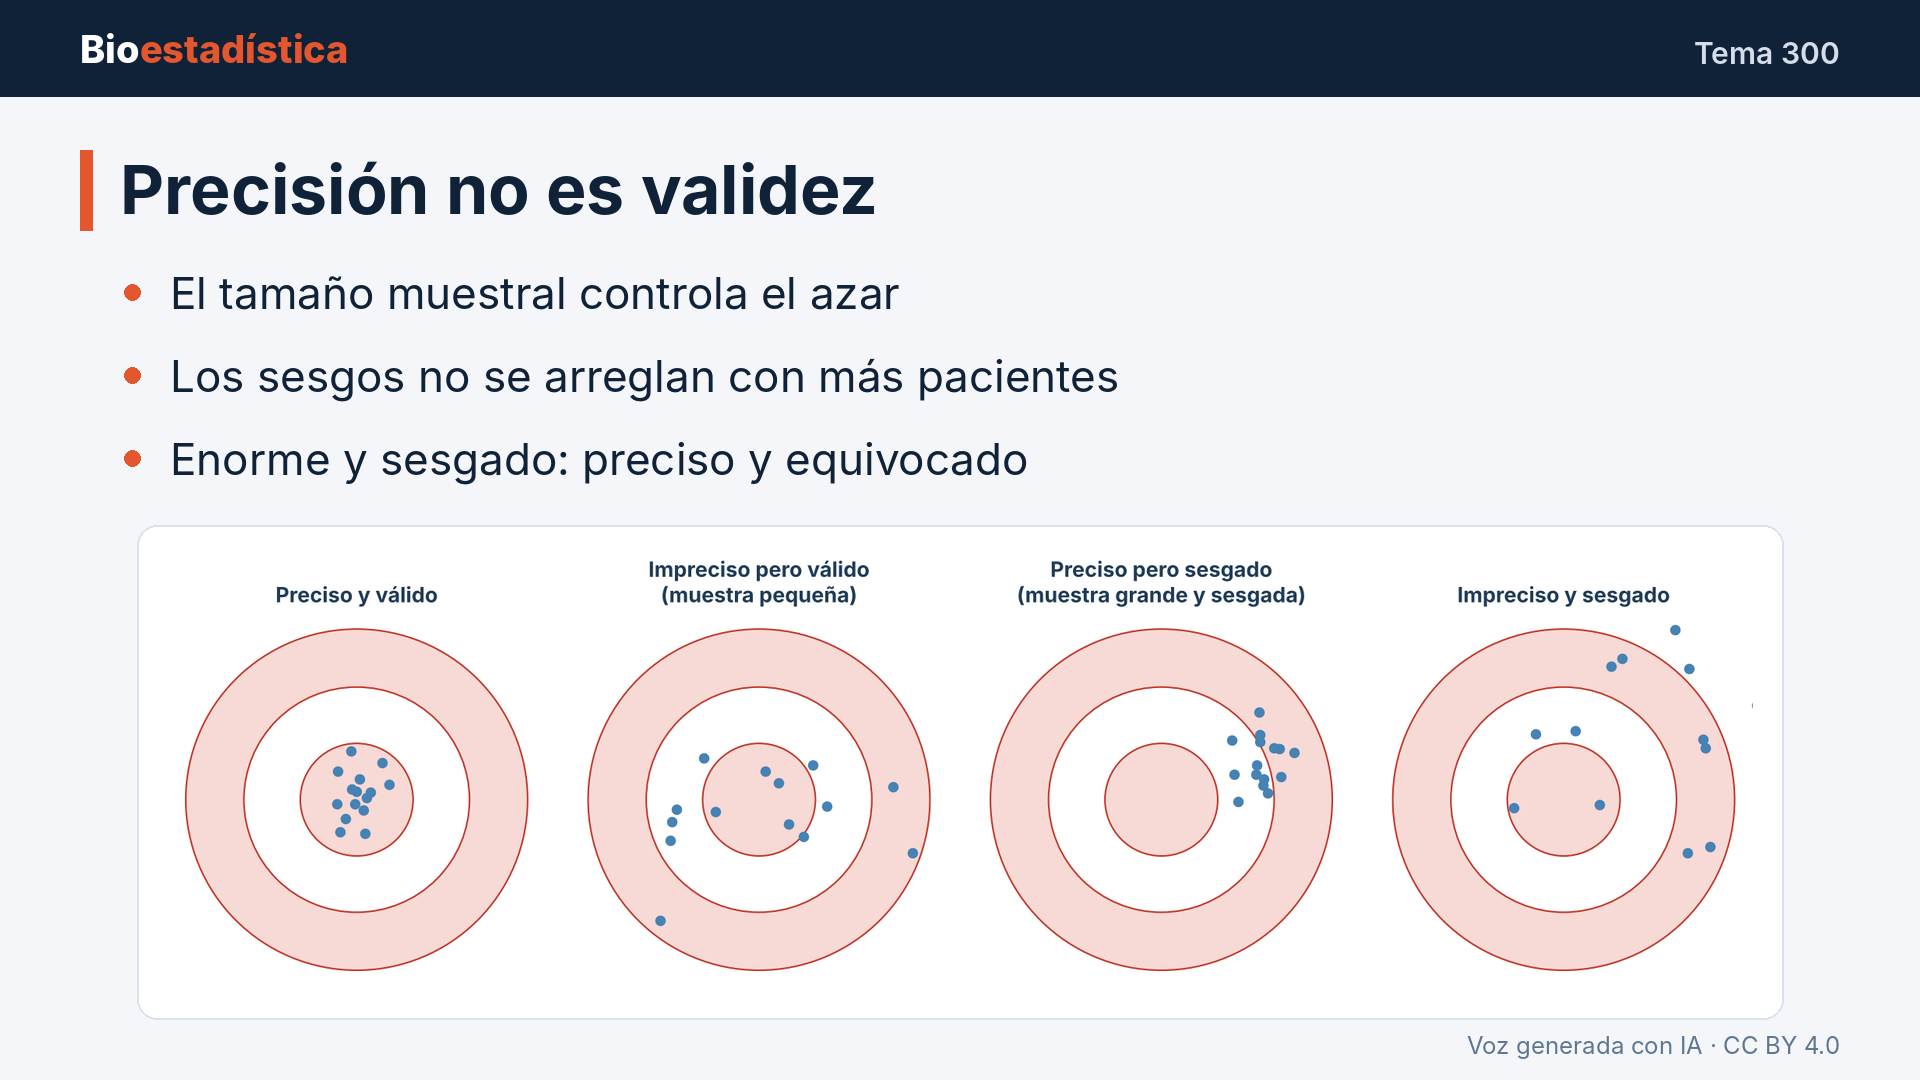 Bioestadística
Tema 300
Precisión no es validez
El tamaño muestral controla el azar
Los sesgos no se arreglan con más pacientes
Enorme y sesgado: preciso y equivocado
Preciso y válido
Impreciso pero válido
(muestra pequeña)
Preciso pero sesgado
(muestra grande y sesgada)
Impreciso y sesgado
Voz generada con IA · CC BY 4.0